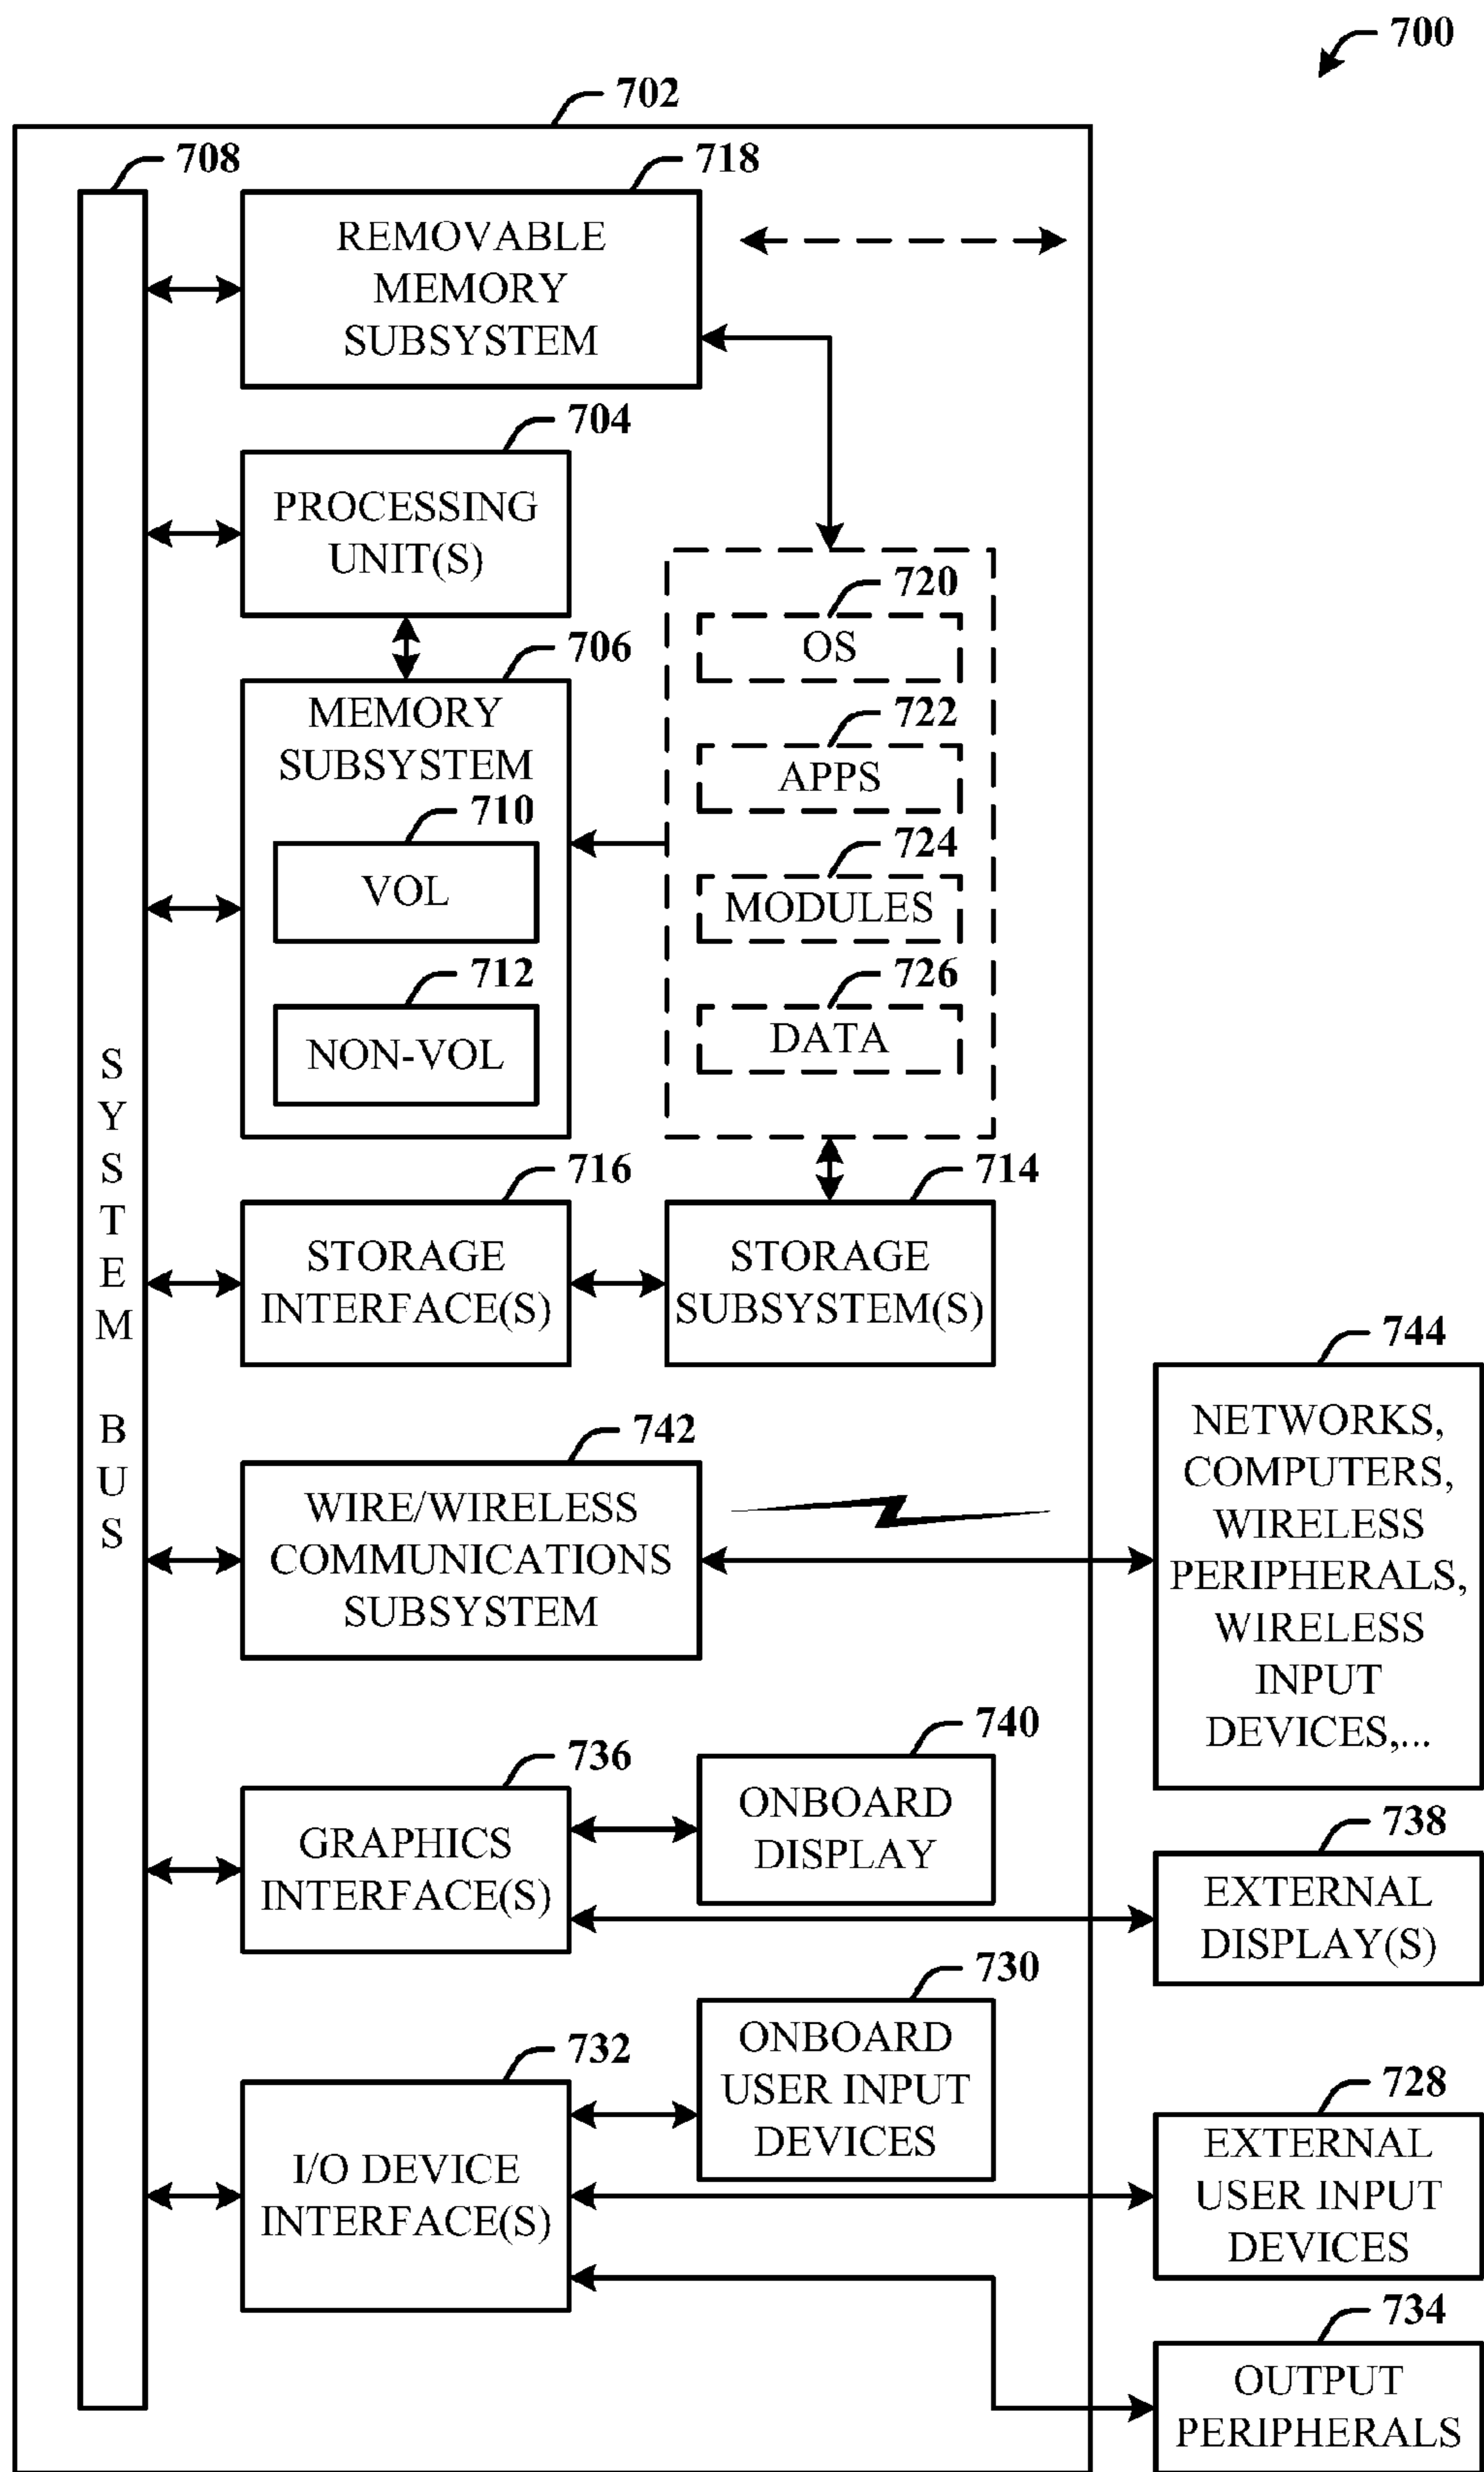 700
702
708
718
REMOVABLE
MEMORY
SUBSYSTEM
704
PROCESSING
UNIT(S)
720
OS
706
MEMORY
SUBSYSTEM
722
APPS
710
VOL
724
MODULES
712
NON-VOL
726
DATA
SYSTEM BUS
716
STORAGE
INTERFACE(S)
714
STORAGE
SUBSYSTEM(S)
744
NETWORKS,
COMPUTERS,
WIRELESS
PERIPHERALS,
WIRELESS
INPUT
DEVICES,...
742
WIRE/WIRELESS
COMMUNICATIONS
SUBSYSTEM
740
ONBOARD
DISPLAY
736
GRAPHICS
INTERFACE(S)
738
EXTERNAL
DISPLAY(S)
730
ONBOARD
USER INPUT
DEVICES
732
I/O DEVICE
INTERFACE(S)
728
EXTERNAL
USER INPUT
DEVICES
734
OUTPUT
PERIPHERALS